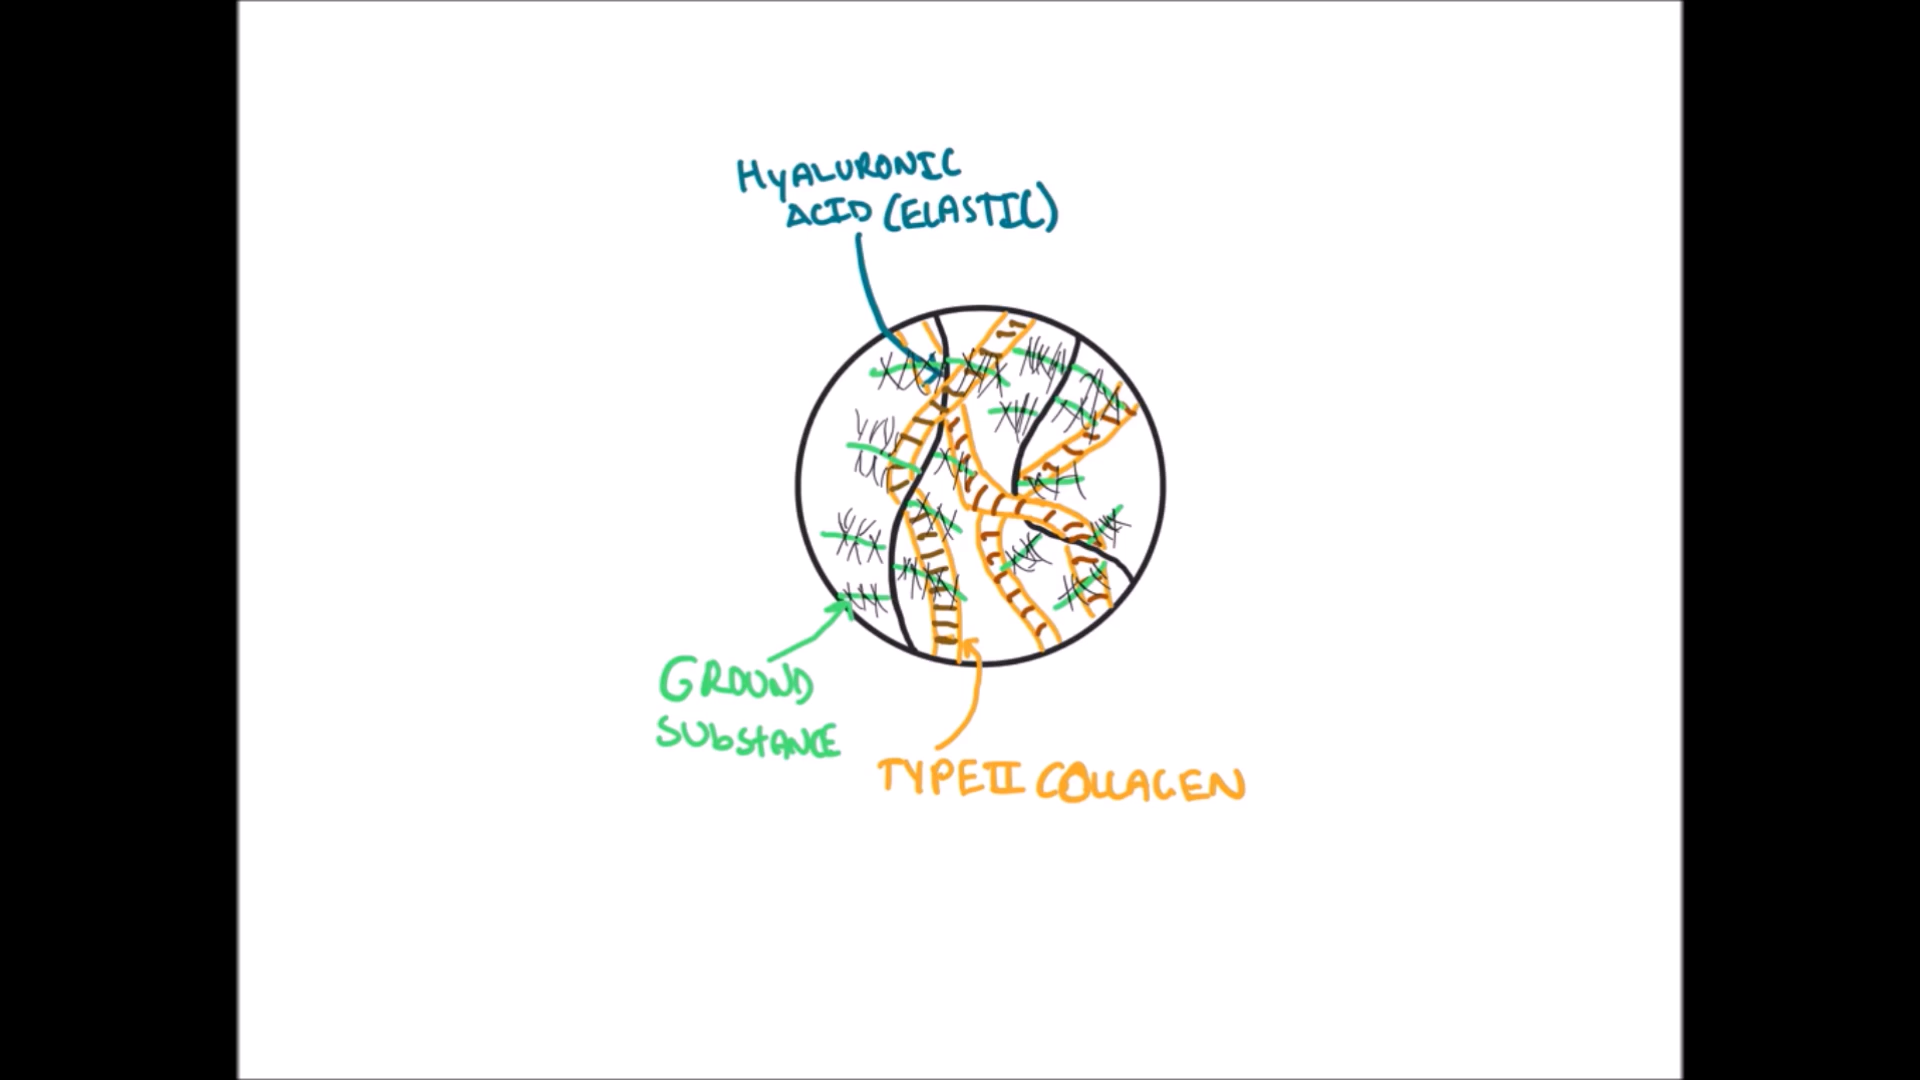 HYALURONIC
ACID (ELASTIC)
GROUND
SUBSTANCE
TYPE II COLLAGEN